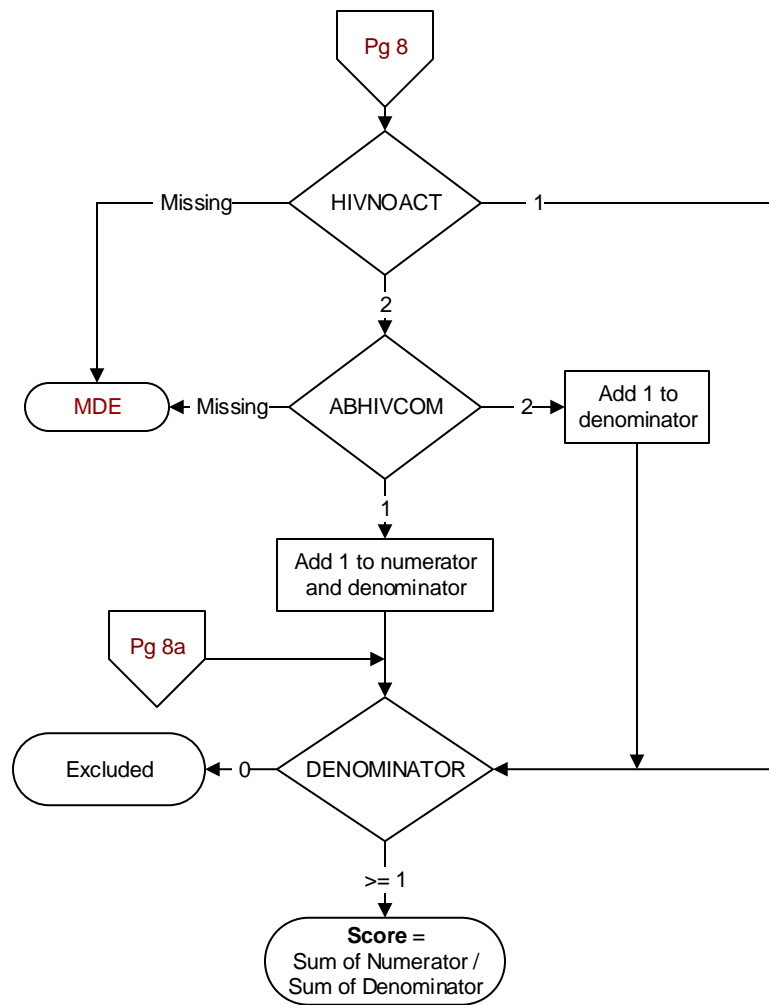 Pg 8
HIVNOACT
Missing
1
2
MDE
Missing
ABHIVCOM
2
Add 1 to
denominator
1
Add 1 to numerator
and denominator
Pg 8a
Excluded
0
DENOMINATOR
>= 1
Score =
Sum of Numerator /
Sum of Denominator